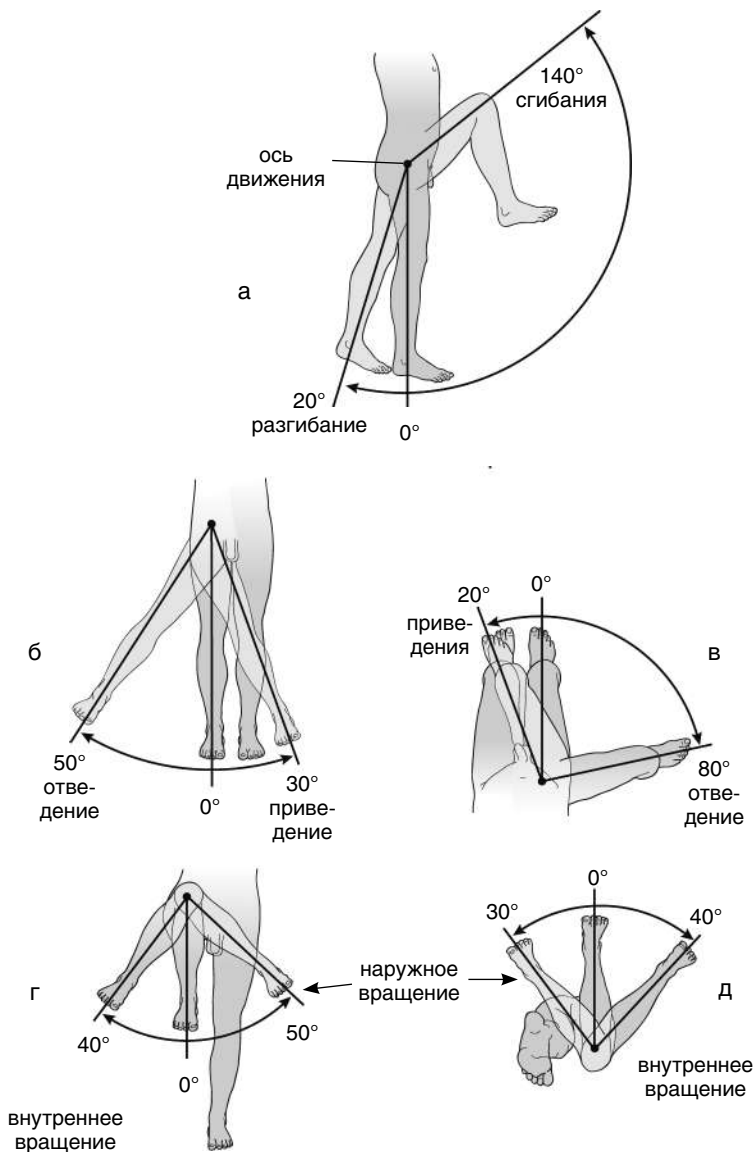 140°
сгибания
ось
движения
а
20°
разгибание
0°
б
50°
отве-
дение
0°
30°
приве-
дение
0°
20°
приве-
дения
в
80°
отве-
дение
г
40°
0°
50°
внутреннее
вращение
наружное
вращение
0°
30°
40°
д
внутреннее
вращение